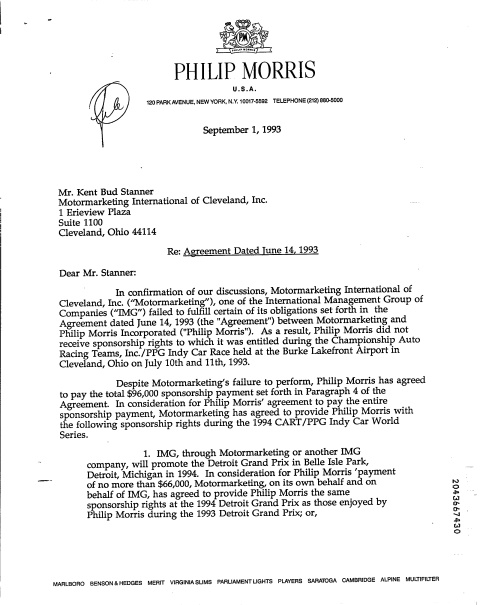 PM
PHILIP MORRIS
U.S.A.
120 PARK AVENUE, NEW YORK, N.Y. 10017-5592 TELEPHONE (212) 880-5000
file
September 1, 1993
Mr. Kent Bud Stanner
Motormarketing International of Cleveland, Inc.
1 Erieview Plaza
Suite 1100
Cleveland, Ohio 44114
Re: Agreement Dated June 14, 1993
Dear Mr. Stanner:
In confirmation of our discussions, Motormarketing International of
Cleveland, Inc. ("Motormarketing"), one of the International Management Group of
Companies ("IMG") failed to fulfill certain of its obligations set forth in the
Agreement dated June 14, 1993 (the "Agreement") between Motormarketing and
Philip Morris Incorporated ("Philip Morris"). As a result, Philip Morris did not
receive sponsorship rights to which it was entitled during the Championship Auto
Racing Teams, Inc./PPG Indy Car Race held at the Burke Lakefront Airport in
Cleveland, Ohio on July 10th and 11th, 1993.
Despite Motormarketing's failure to perform, Philip Morris has agreed
to pay the total $96,000 sponsorship payment set forth in Paragraph 4 of the
Agreement. In consideration for Philip Morris' agreement to pay the entire
sponsorship payment, Motormarketing has agreed to provide Philip Morris with
the following sponsorship rights during the 1994 CART/PPG Indy Car World
Series.
1. IMG, through Motormarketing or another IMG
company, will promote the Detroit Grand Prix in Belle Isle Park,
Detroit, Michigan in 1994. In consideration for Philip Morris 'payment
of no more than $66,000, Motormarketing, on its own behalf and on
behalf of IMG, has agreed to provide Philip Morris the same
sponsorship rights at the 1994 Detroit Grand Prix as those enjoyed by
Philip Morris during the 1993 Detroit Grand Prix; or,
2043667430
MARLBORO BENSON & HEDGES MERIT VIRGINIA SLIMS PARLIAMENT LIGHTS PLAYERS SARATOGA CAMBRIDGE ALPINE MULTIFILTER